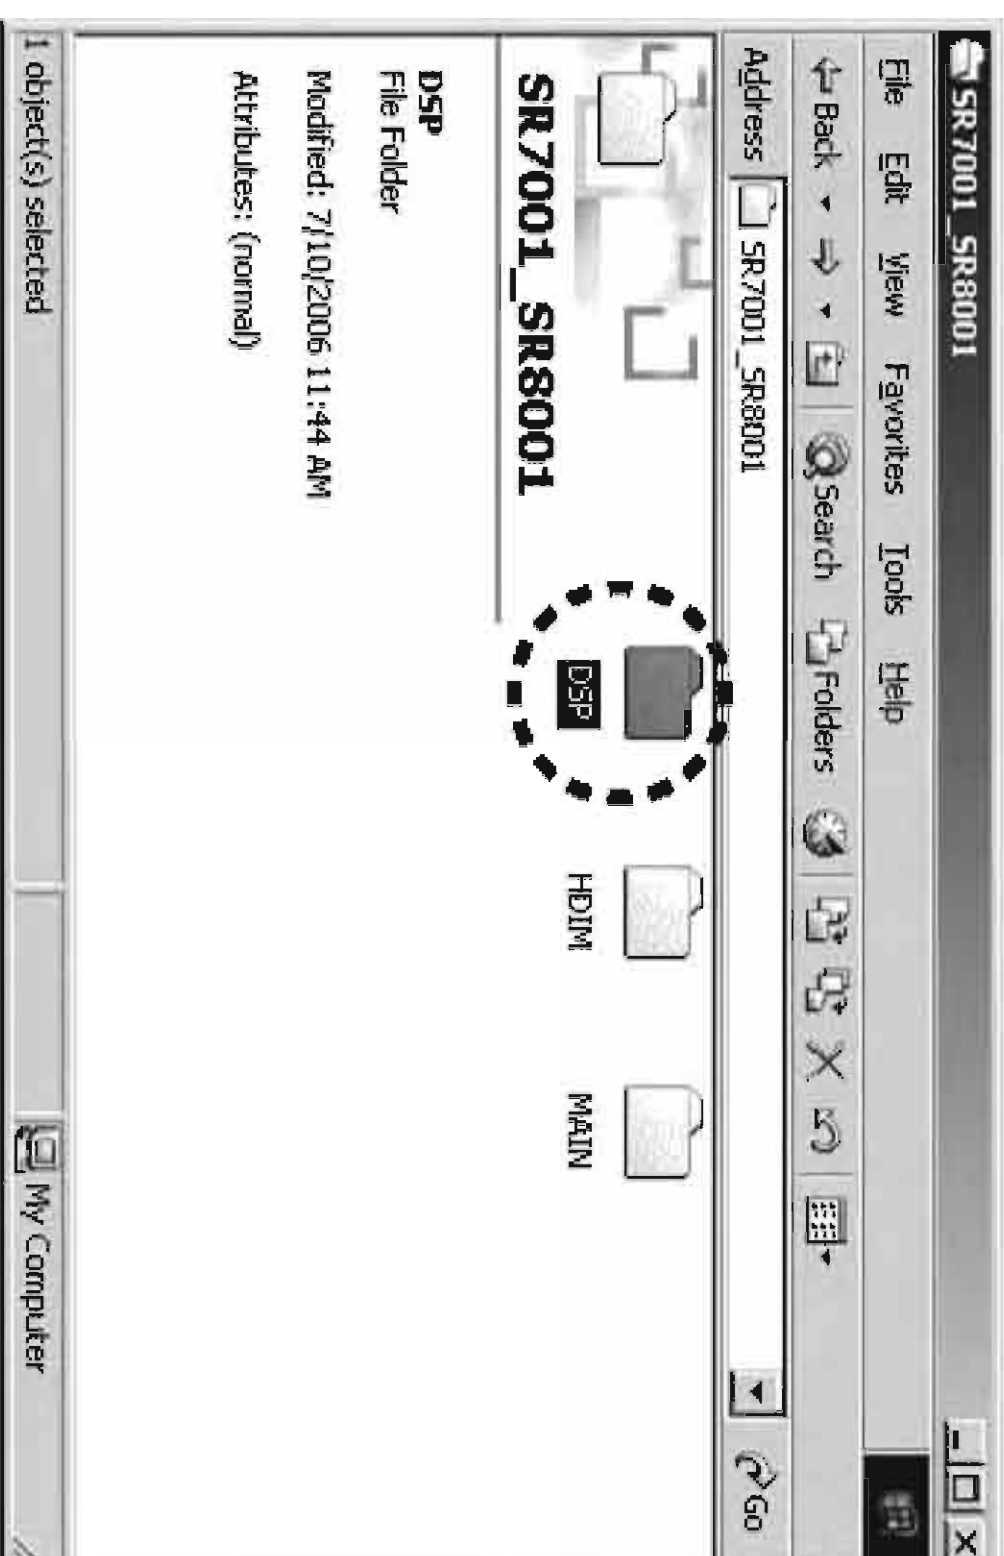 SR7001_SR8001
File Edit View Favorites Tools Help
Back Search Folders
Address SR7001_SR8001 Go
SR7001_SR8001
DSP
File Folder
Modified: 7/10/2006 11:44 AM
Attributes: (normal)
DSP HDIM MAIN
1 object(s) selected My Computer